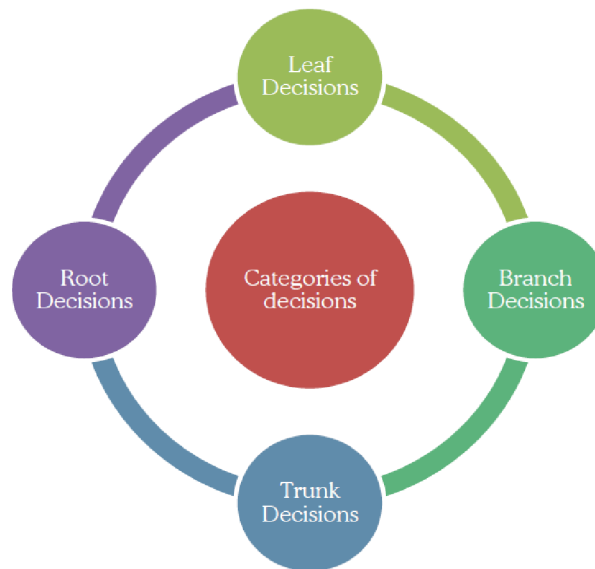 Leaf
Decisions
Root
Decisions
Categories of
decisions
Branch
Decisions
Trunk
Decisions